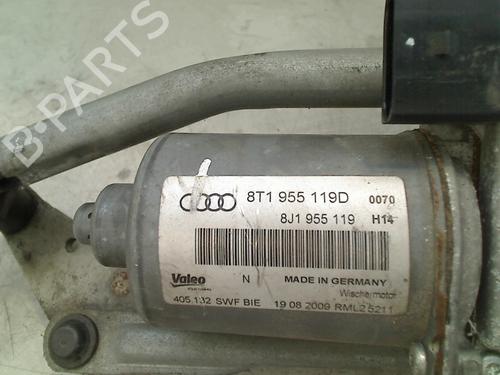 B-PARTS
8T1 955 119D 0070
8J1 955 119 H14
Valeo N MADE IN GERMANY
Wischermotor
405.132 SWF BIE 19 08 2009 RML2 5211